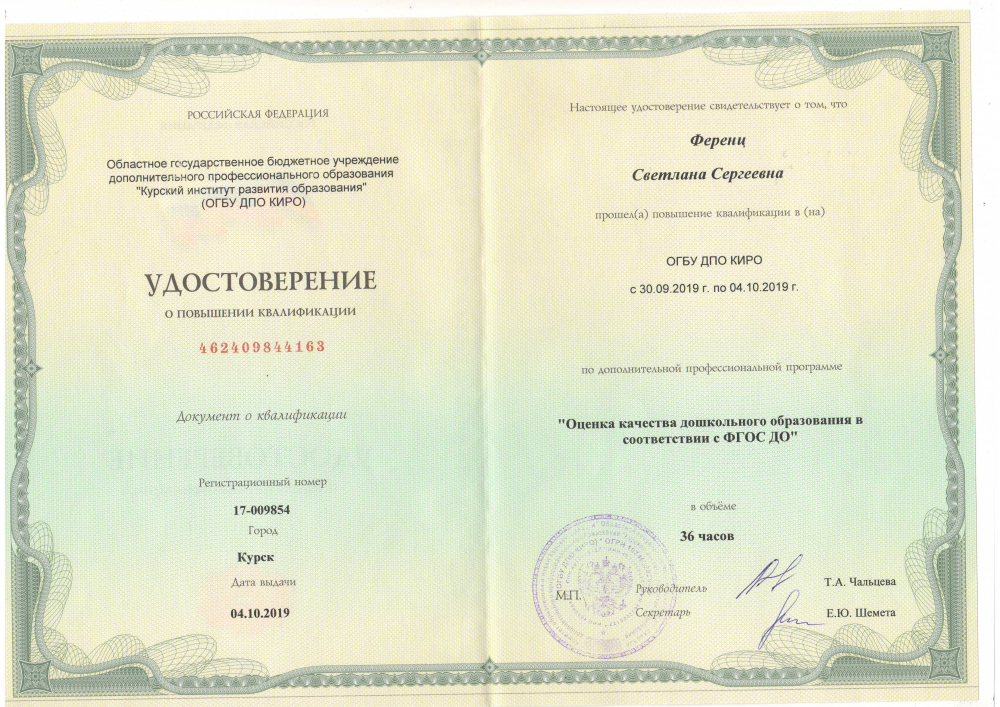 РОССИЙСКАЯ ФЕДЕРАЦИЯ
Областное государственное бюджетное учреждение
дополнительного профессионального образования
"Курский институт развития образования"
(ОГБУ ДПО КИРО)
УДОСТОВЕРЕНИЕ
О ПОВЫШЕНИИ КВАЛИФИКАЦИИ
462409844163
Документ о квалификации
Регистрационный номер
17-009854
Город
Курск
Дата выдачи
04.10.2019
Настоящее удостоверение свидетельствует о том, что
Ференц
Светлана Сергеевна
прошел(а) повышение квалификации в (на)
ОГБУ ДПО КИРО
с 30.09.2019 г. по 04.10.2019 г.
по дополнительной профессиональной программе
"Оценка качества дошкольного образования в
соответствии с ФГОС ДО"
в объёме
36 часов
М.П.
Руководитель
Т.А. Чальцева
Секретарь
Е.Ю. Шемета